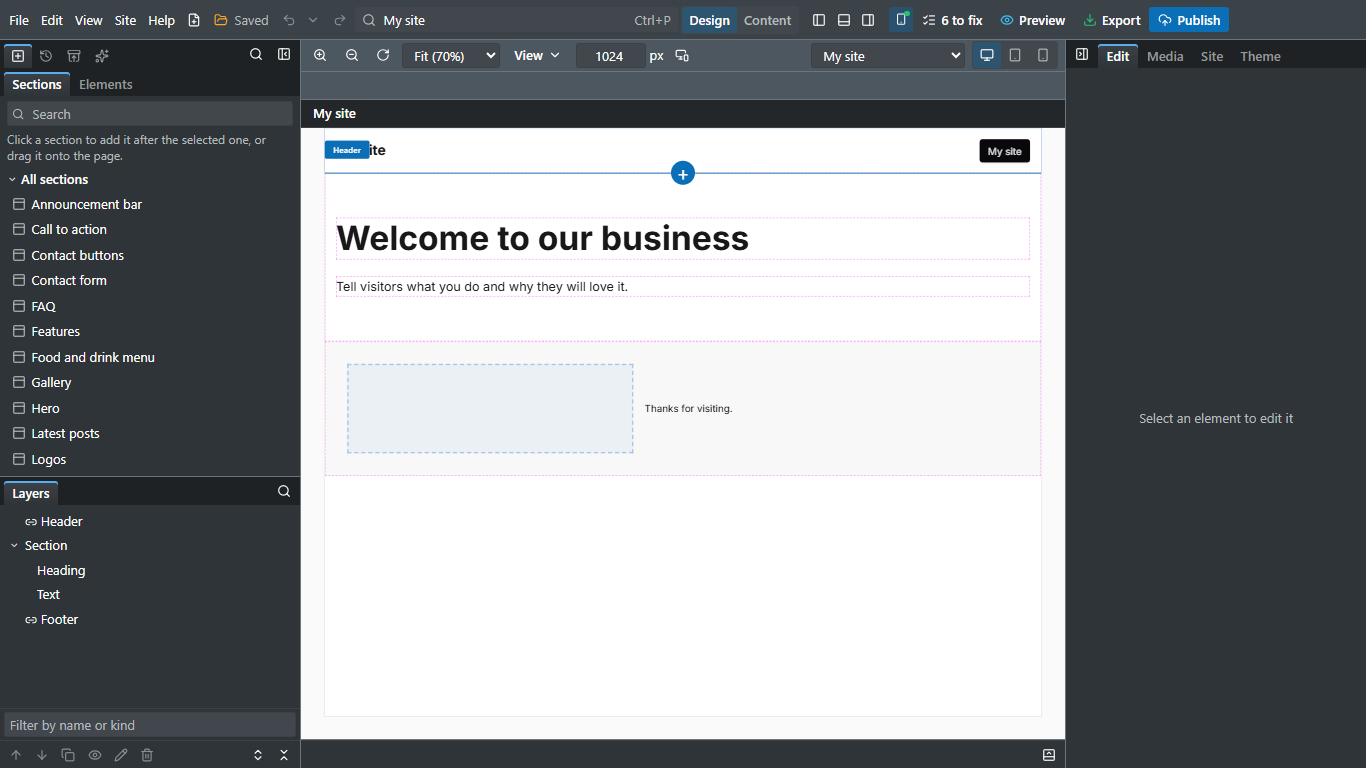 File Edit View Site Help Saved My site Ctrl+P Design Content 6 to fix Preview Export Publish
Fit (70%) View 1024 px My site Edit Media Site Theme
Sections Elements
Search
Click a section to add it after the selected one, or
drag it onto the page.
All sections
Announcement bar
Call to action
Contact buttons
Contact form
FAQ
Features
Food and drink menu
Gallery
Hero
Latest posts
Logos
Layers
Header
Section
Heading
Text
Footer
Filter by name or kind
My site
Header ite My site
Welcome to our business
Tell visitors what you do and why they will love it.
Thanks for visiting.
Select an element to edit it